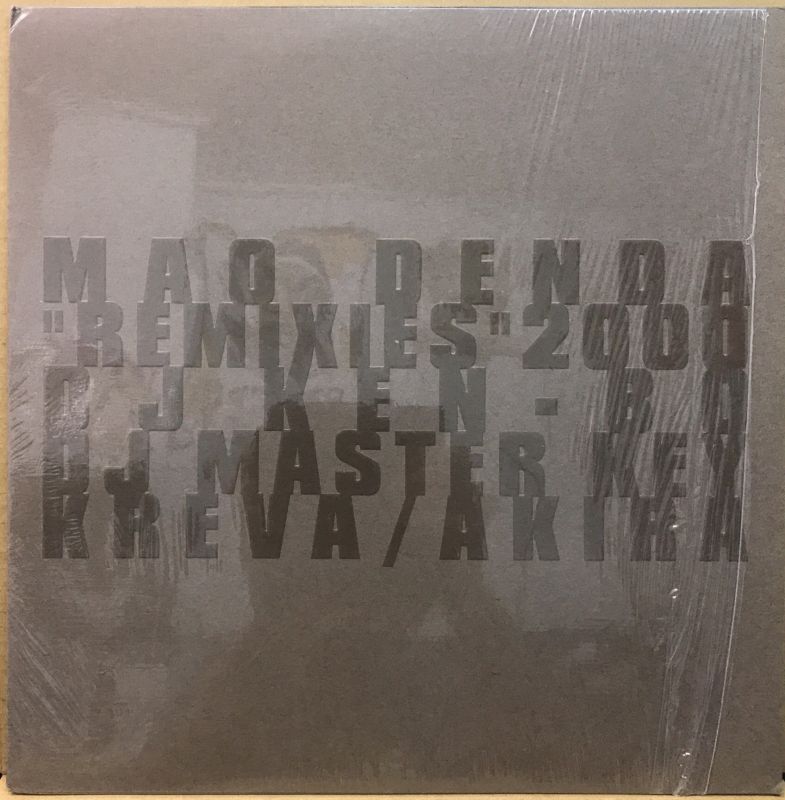 MAO DENDA
"REMIXIES"2000
DJ KEN-BO
DJ MASTER KEY
KREVA/AKIRA